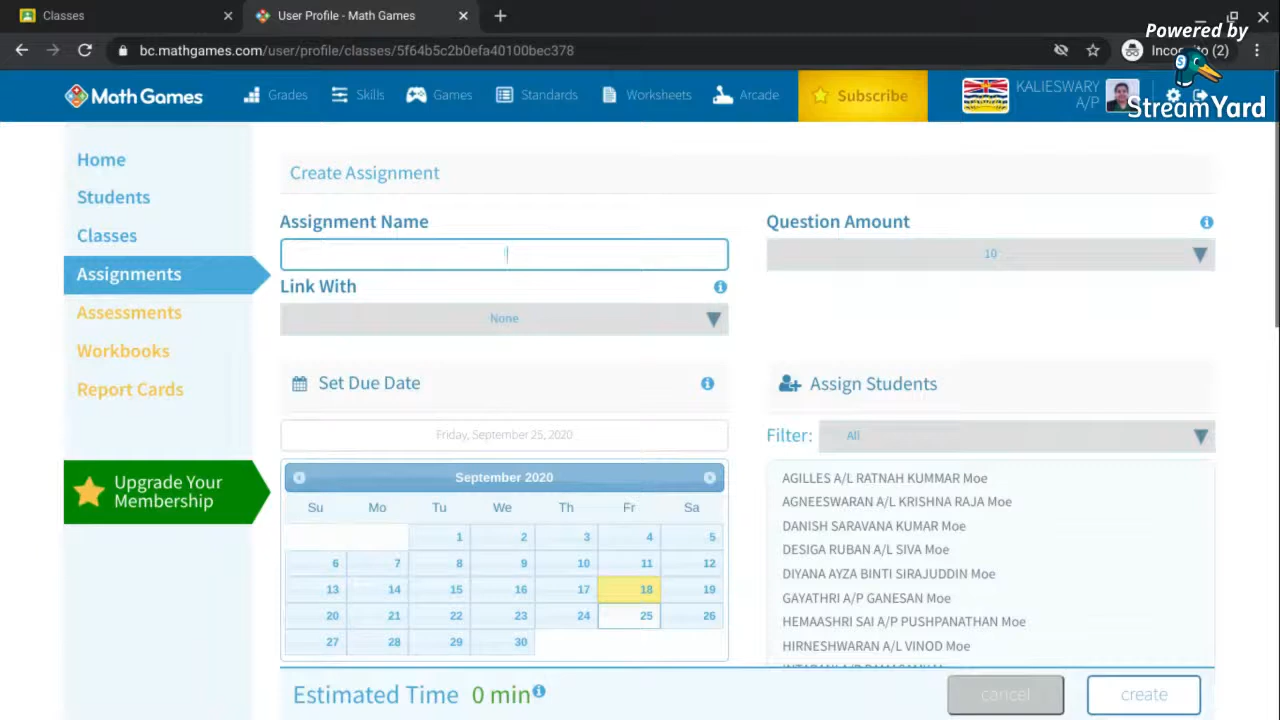 Classes
User Profile - Math Games
Powered by
bc.mathgames.com/user/profile/classes/5f64b5c2b0efa40100bec378
Incognito (2)
StreamYard
Math Games
Grades
Skills
Games
Standards
Worksheets
Arcade
Subscribe
KALIESWARY
A/P
Home
Students
Classes
Assignments
Assessments
Workbooks
Report Cards
Upgrade Your
Membership
Create Assignment
Assignment Name
Question Amount
10
Link With
None
Set Due Date
Friday, September 25, 2020
September 2020
Su Mo Tu We Th Fr Sa
1 2 3 4 5
6 7 8 9 10 11 12
13 14 15 16 17 18 19
20 21 22 23 24 25 26
27 28 29 30
Assign Students
Filter: All
AGILLES A/L RATNAH KUMMAR Moe
AGNEESWARAN A/L KRISHNA RAJA Moe
DANISH SARAVANA KUMAR Moe
DESIGA RUBAN A/L SIVA Moe
DIYANA AYZA BINTI SIRAJUDDIN Moe
GAYATHRI A/P GANESAN Moe
HEMAASHRI SAI A/P PUSHPANATHAN Moe
HIRNESHWARAN A/L VINOD Moe
Estimated Time 0 min
cancel
create